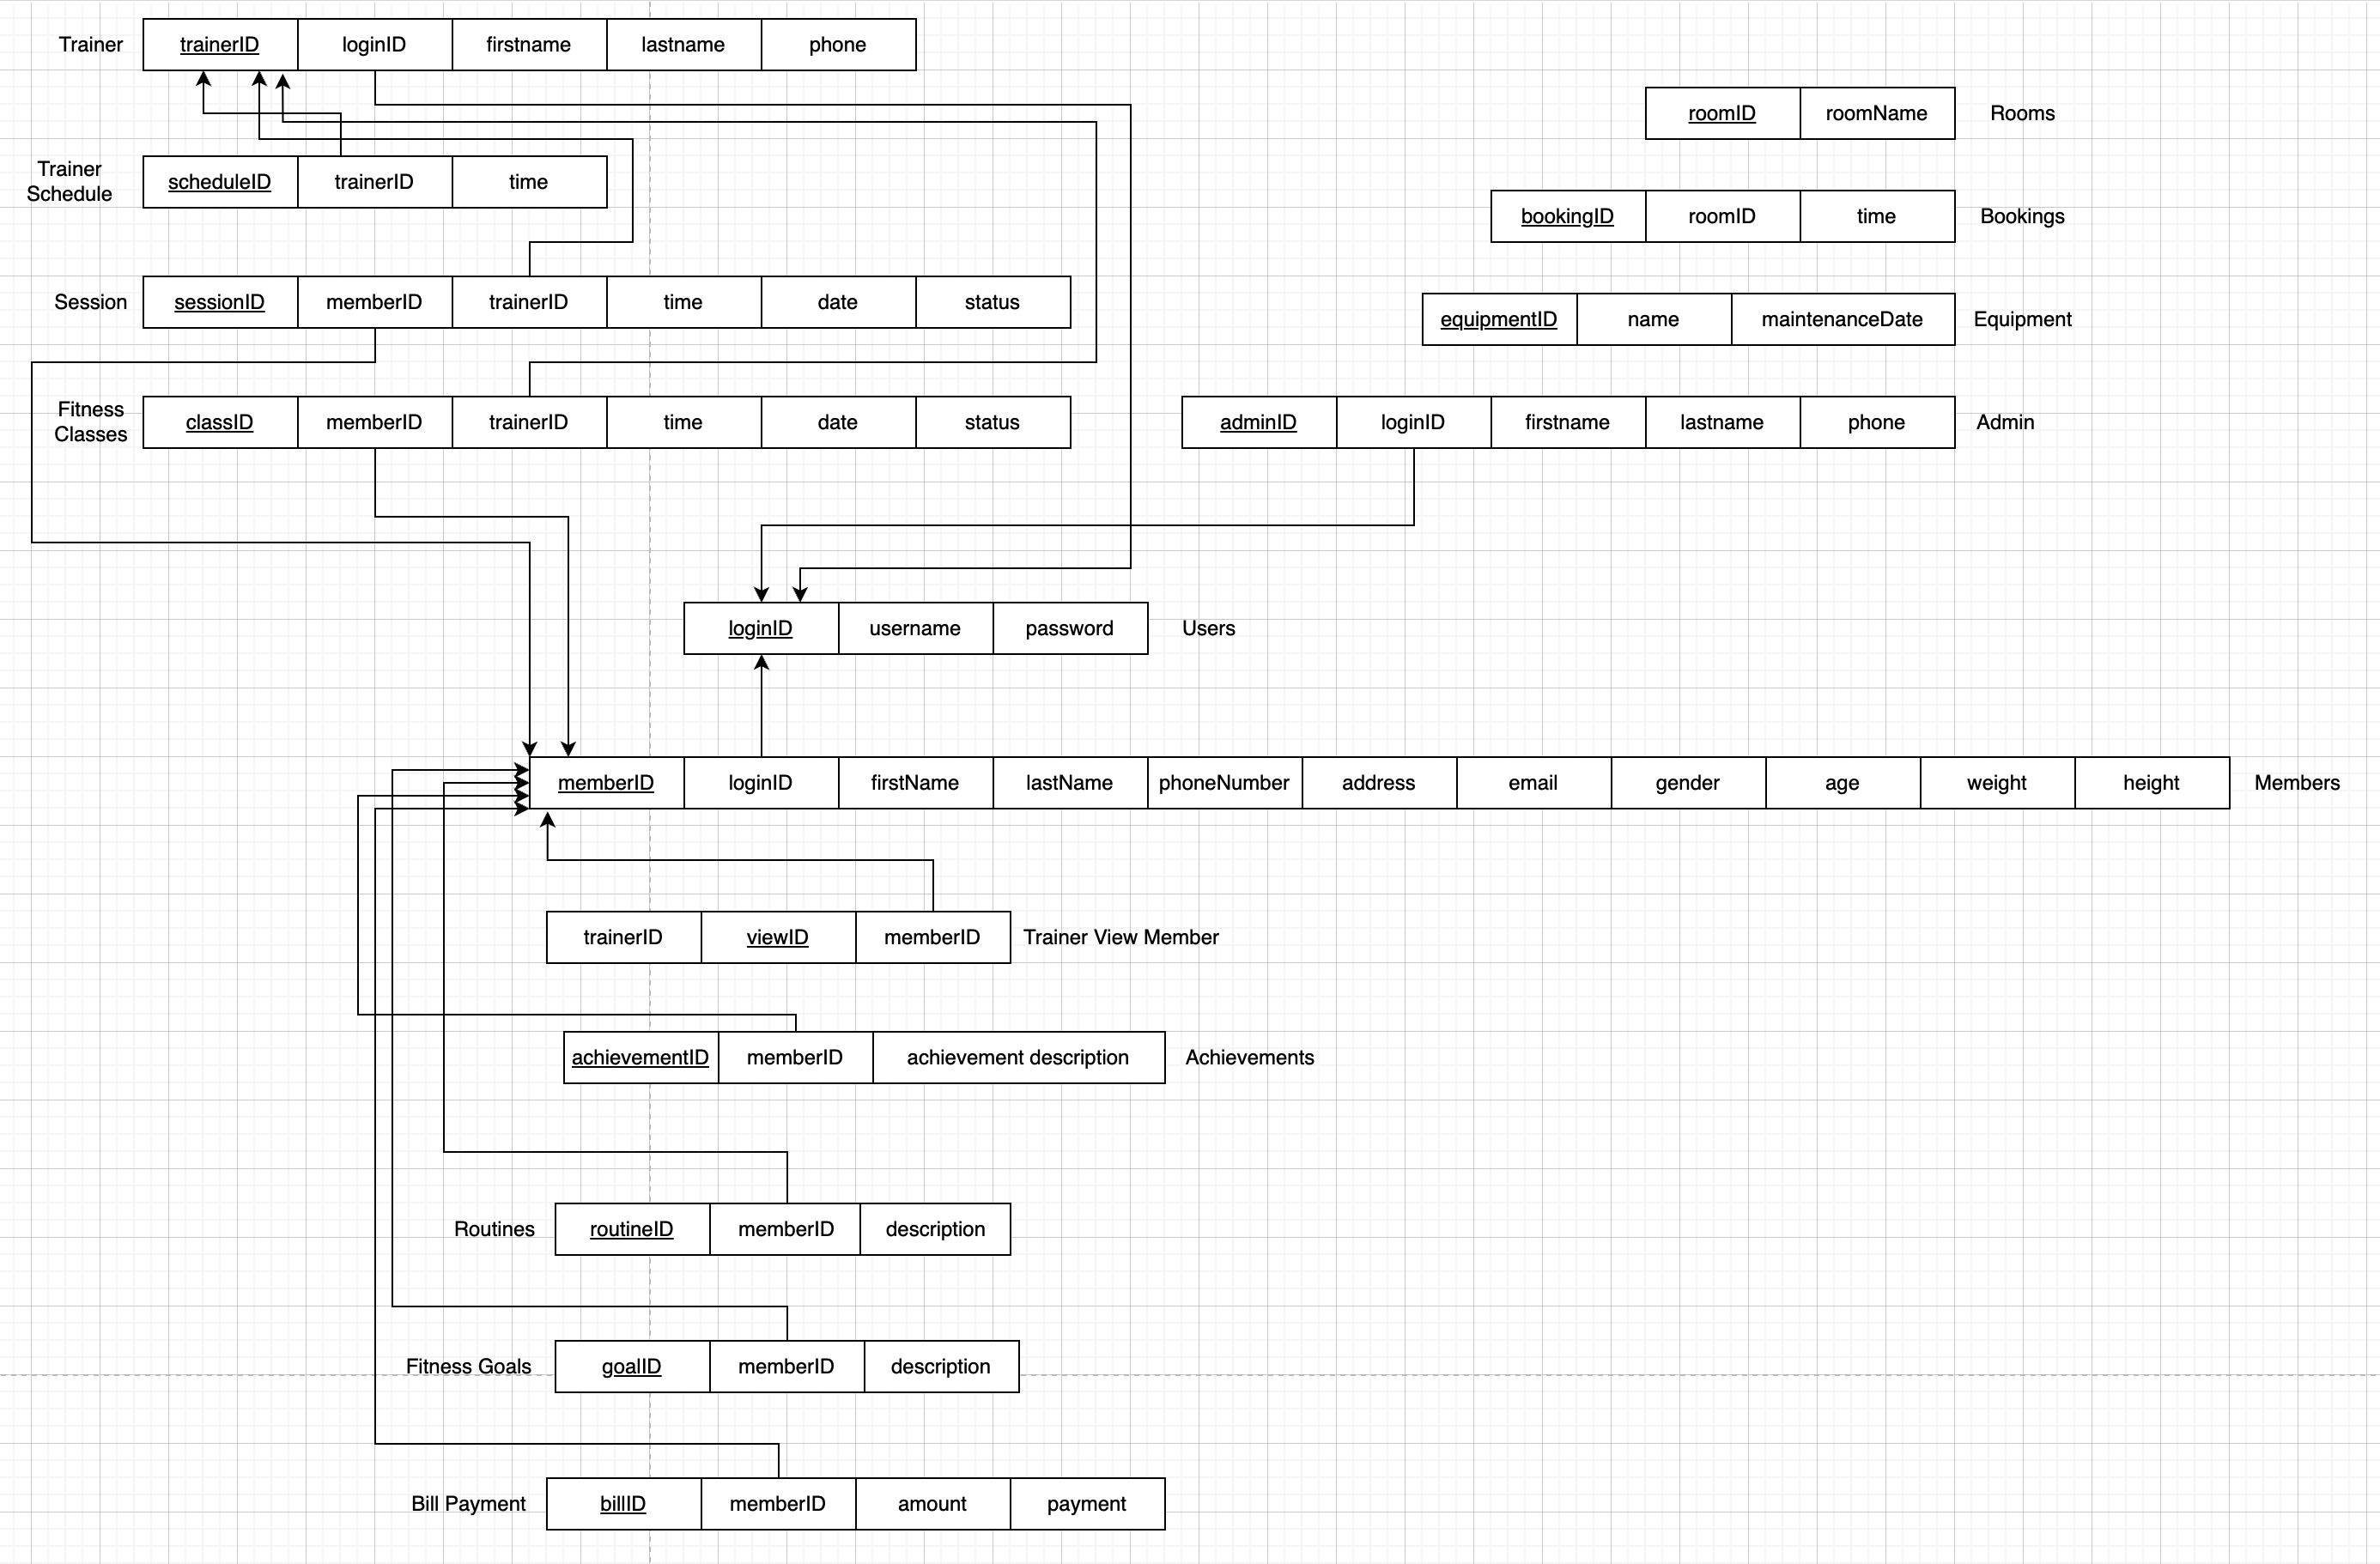 Trainer trainerID loginID firstname lastname phone
roomID roomName Rooms
Trainer
Schedule
scheduleID trainerID time
bookingID roomID time Bookings
Session sessionID memberID trainerID time date status
equipmentID name maintenanceDate Equipment
Fitness
Classes
classID memberID trainerID time date status
adminID loginID firstname lastname phone Admin
loginID username password Users
memberID loginID firstName lastName phoneNumber address email gender age weight height Members
trainerID viewID memberID Trainer View Member
achievementID memberID achievement description Achievements
Routines routineID memberID description
Fitness Goals goalID memberID description
Bill Payment billID memberID amount payment